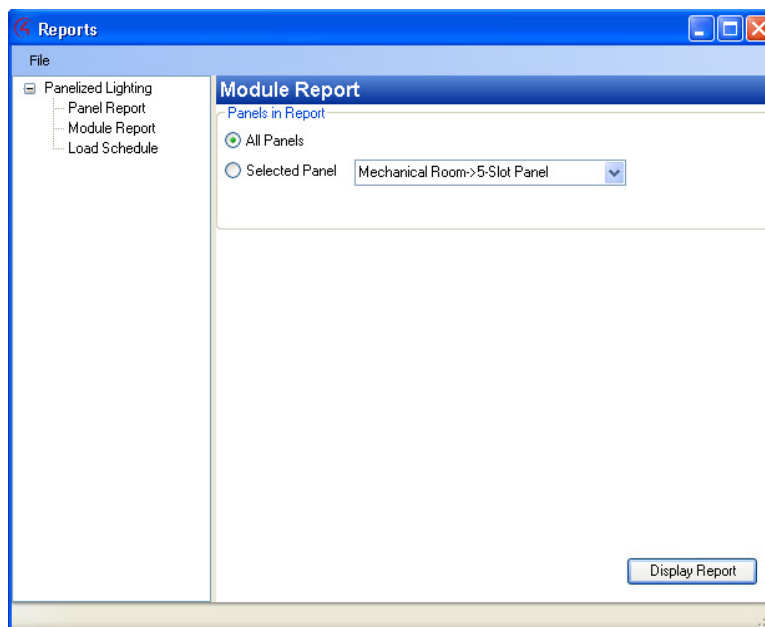 Reports
File
Panelized Lighting
Panel Report
Module Report
Load Schedule
Module Report
Panels in Report
All Panels
Selected Panel Mechanical Room->5-Slot Panel
Display Report